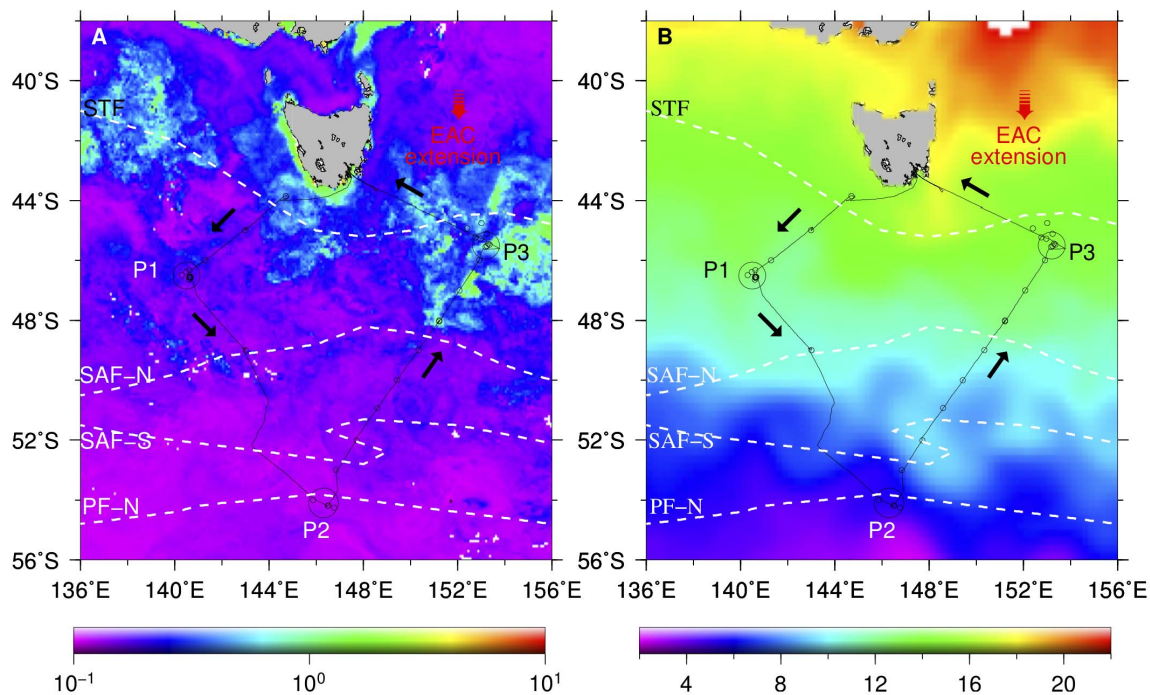 A
40°S
44°S
48°S
52°S
56°S
STF
EAC
extension
P1
P3
SAF–N
SAF–S
PF–N
P2
136°E 140°E 144°E 148°E 152°E 156°E
10⁻¹ 10⁰ 10¹
B
40°S
44°S
48°S
52°S
56°S
STF
EAC
extension
P1
P3
SAF–N
SAF–S
PF–N
P2
136°E 140°E 144°E 148°E 152°E 156°E
4 8 12 16 20